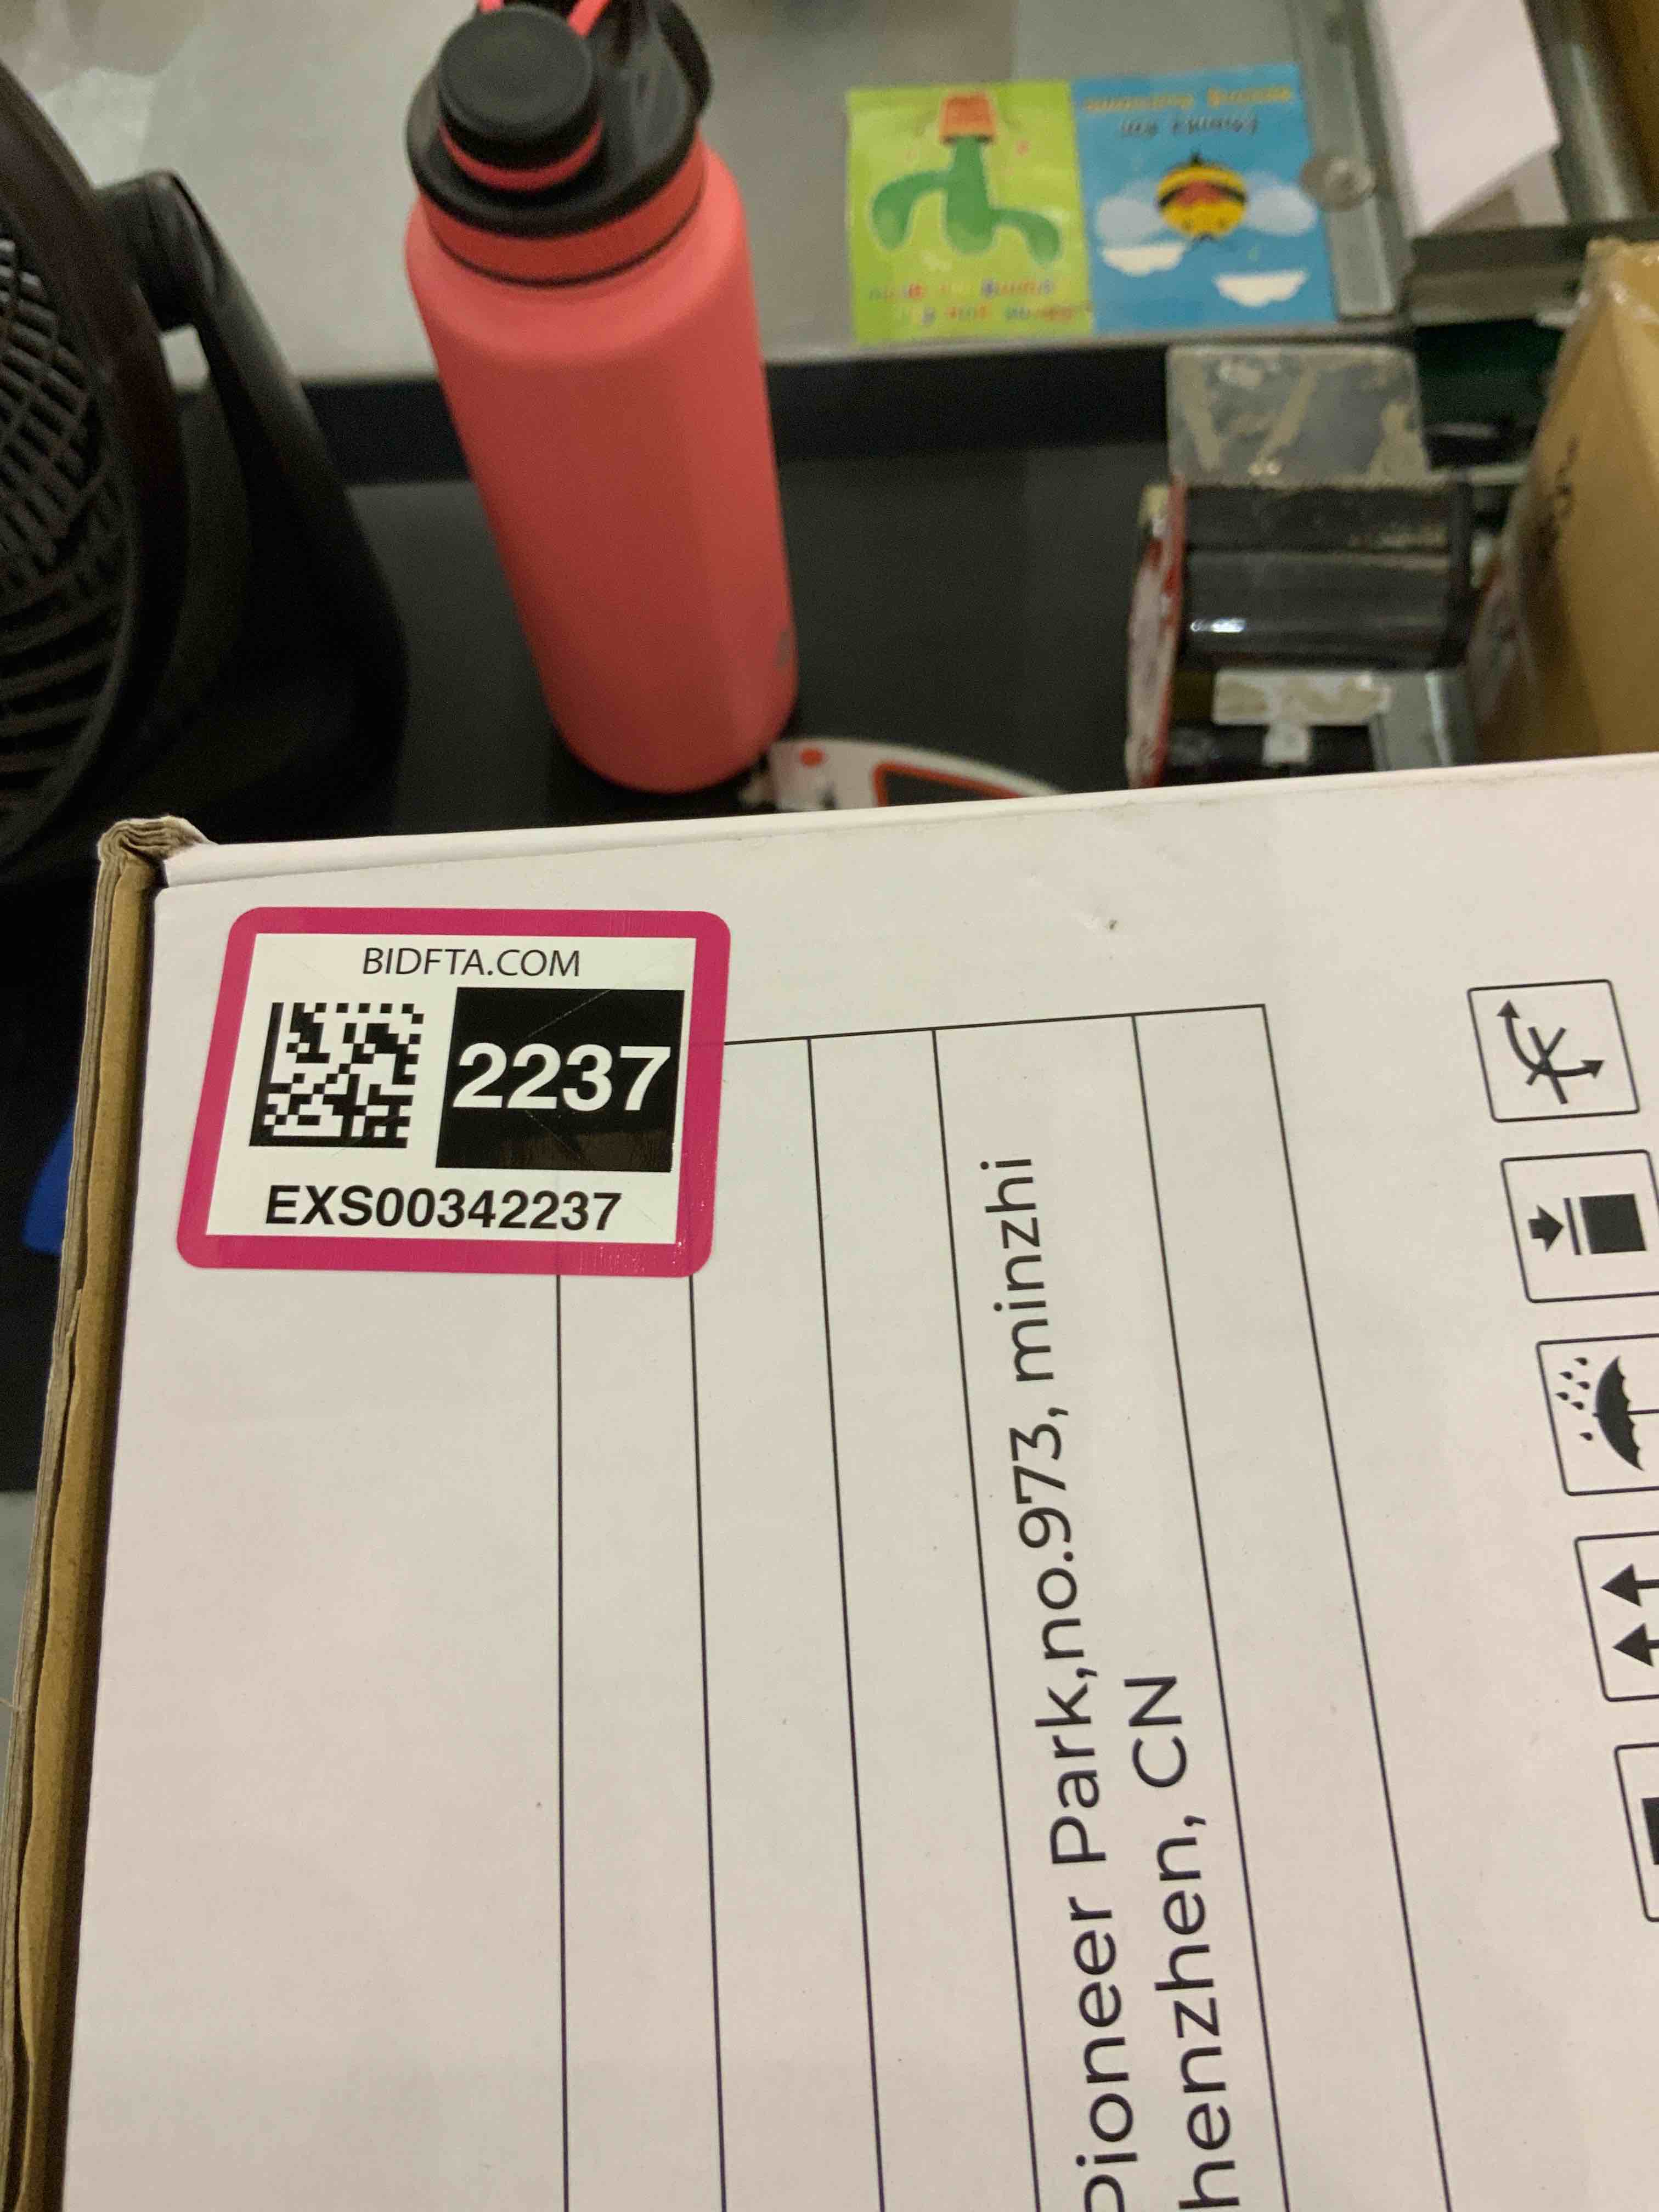 BIDFTA.COM
2237
EXS00342237
Pioneer Park,no.973, minzhi
henzhen, CN